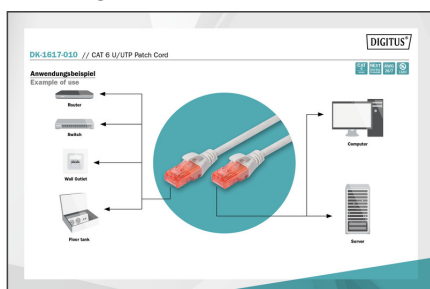 DIGITUS®
DK-1617-010 // CAT 6 U/UTP Patch Cord
Anwendungsbeispiel
Example of use
Router
Switch
Wall Outlet
Floor tank
Computer
Server